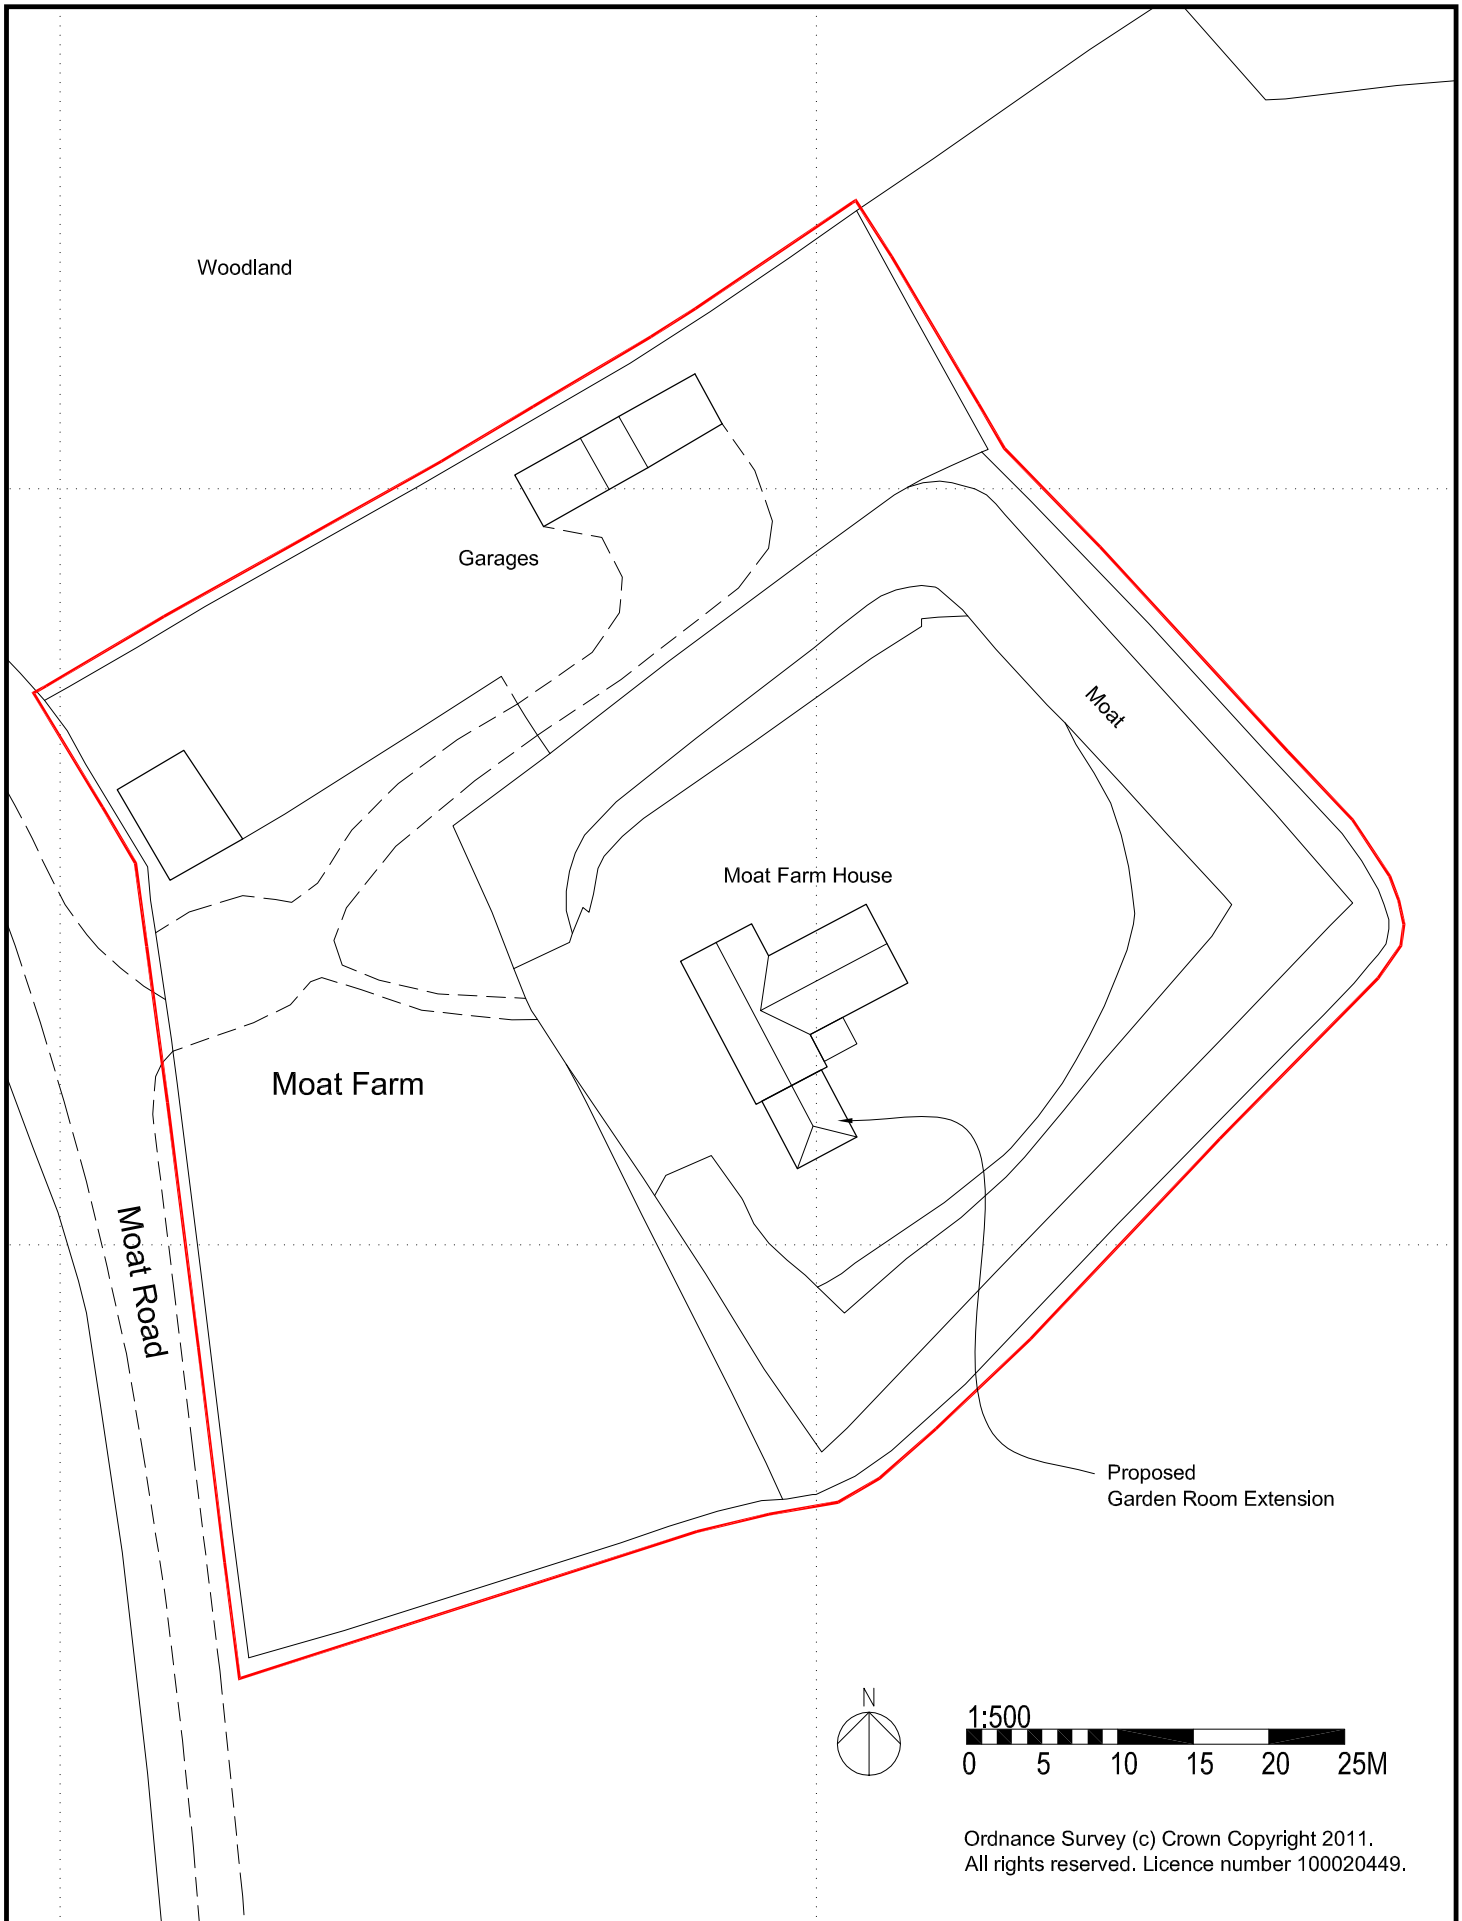 Woodland
Garages
Moat
Moat Farm House
Moat Farm
Moat Road
Proposed
Garden Room Extension
N
1:500
0 5 10 15 20 25M
Ordnance Survey (c) Crown Copyright 2011.
All rights reserved. Licence number 100020449.